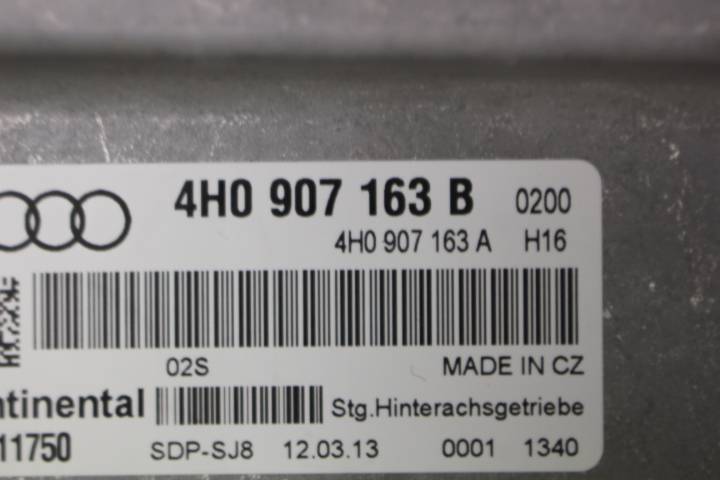 4H0 907 163 B 0200
4H0 907 163 A H16
02S MADE IN CZ
ntinental Stg.Hinterachsgetriebe
11750 SDP-SJ8 12.03.13 0001 1340